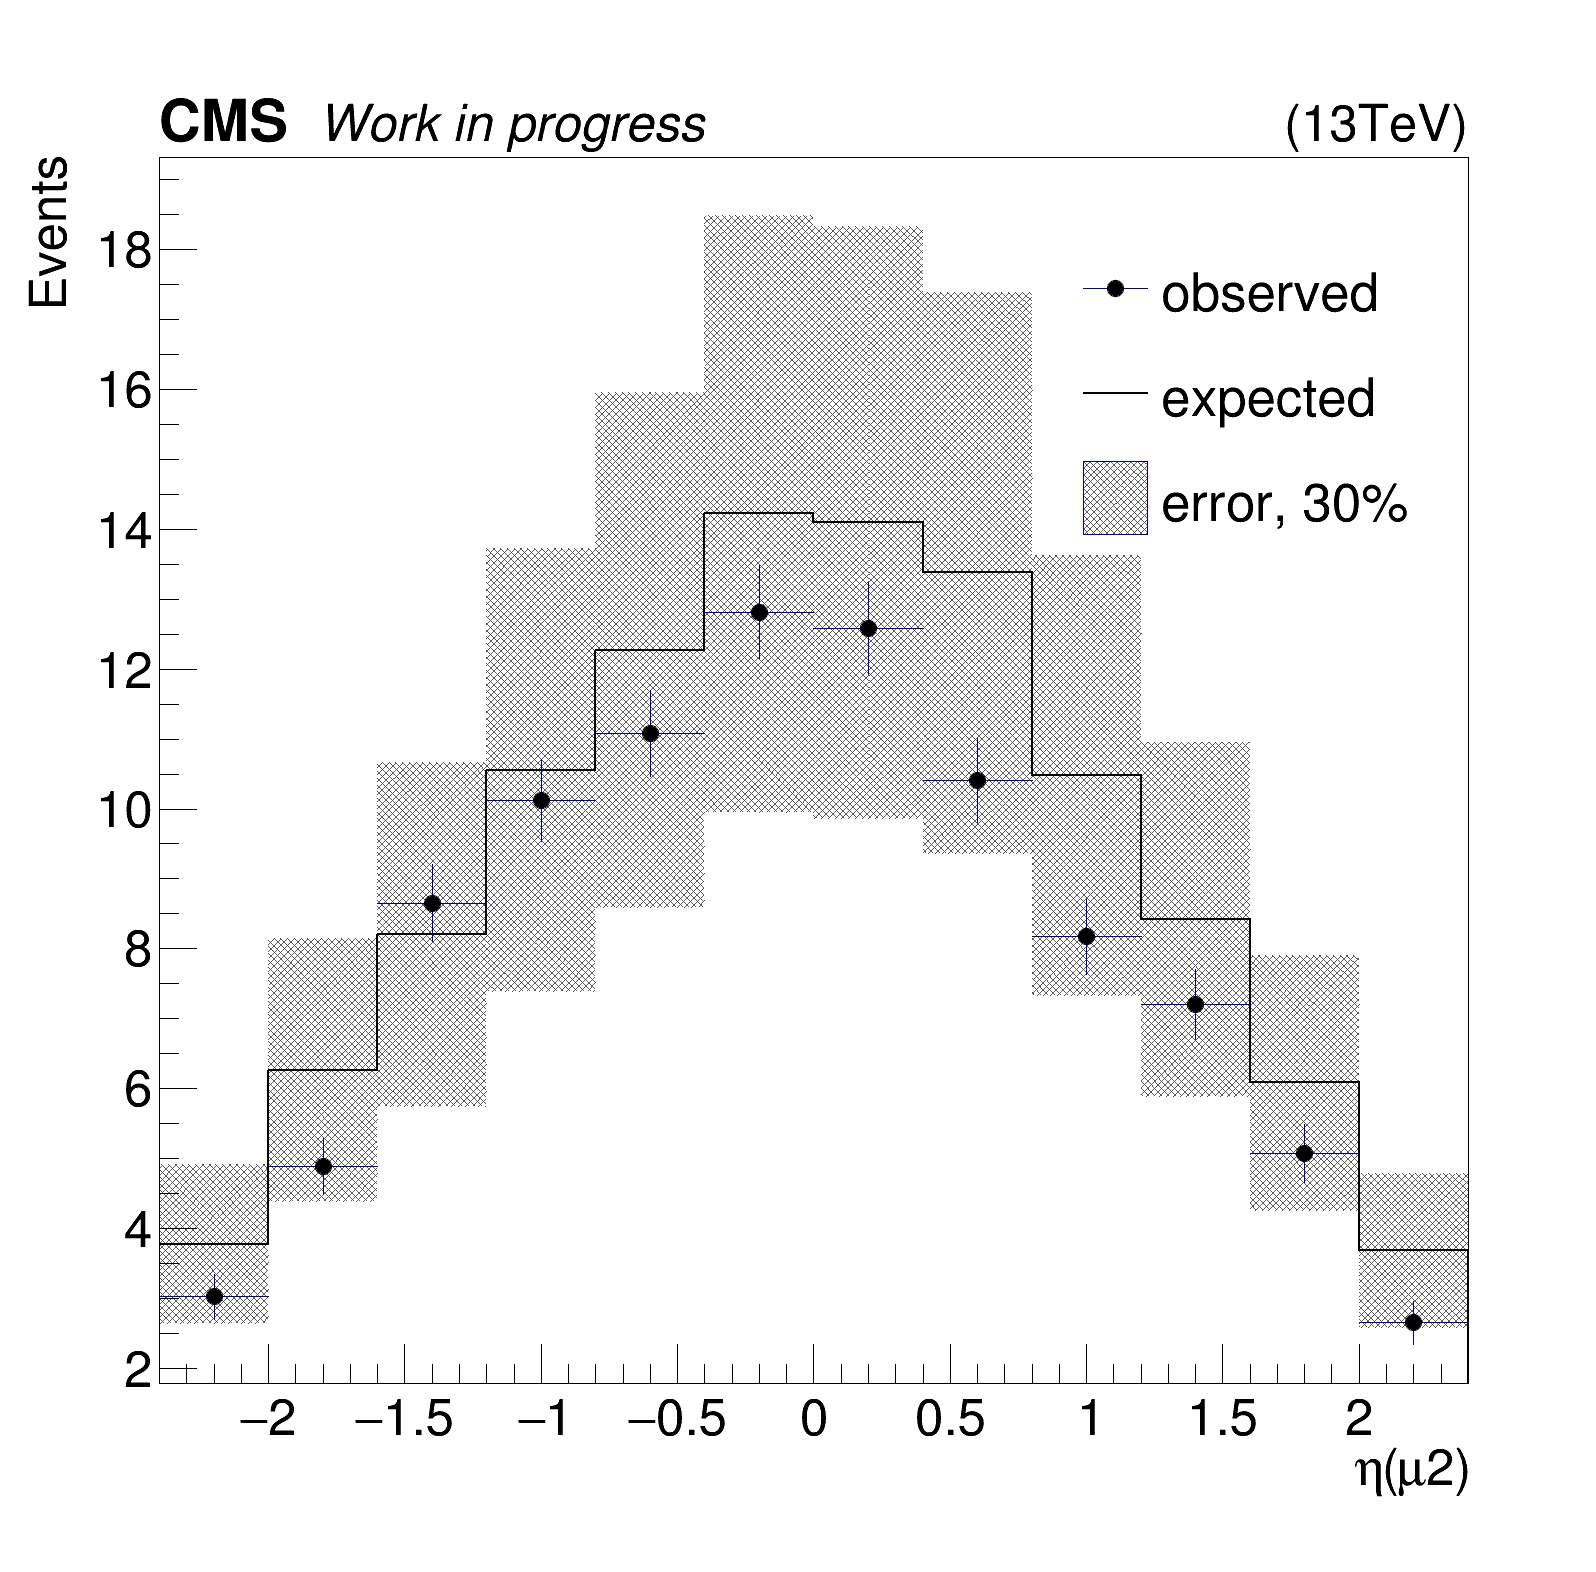 CMS Work in progress (13TeV)
Events
18
16
14
12
10
8
6
4
2
observed
expected
error, 30%
−2 −1.5 −1 −0.5 0 0.5 1 1.5 2
η(μ2)